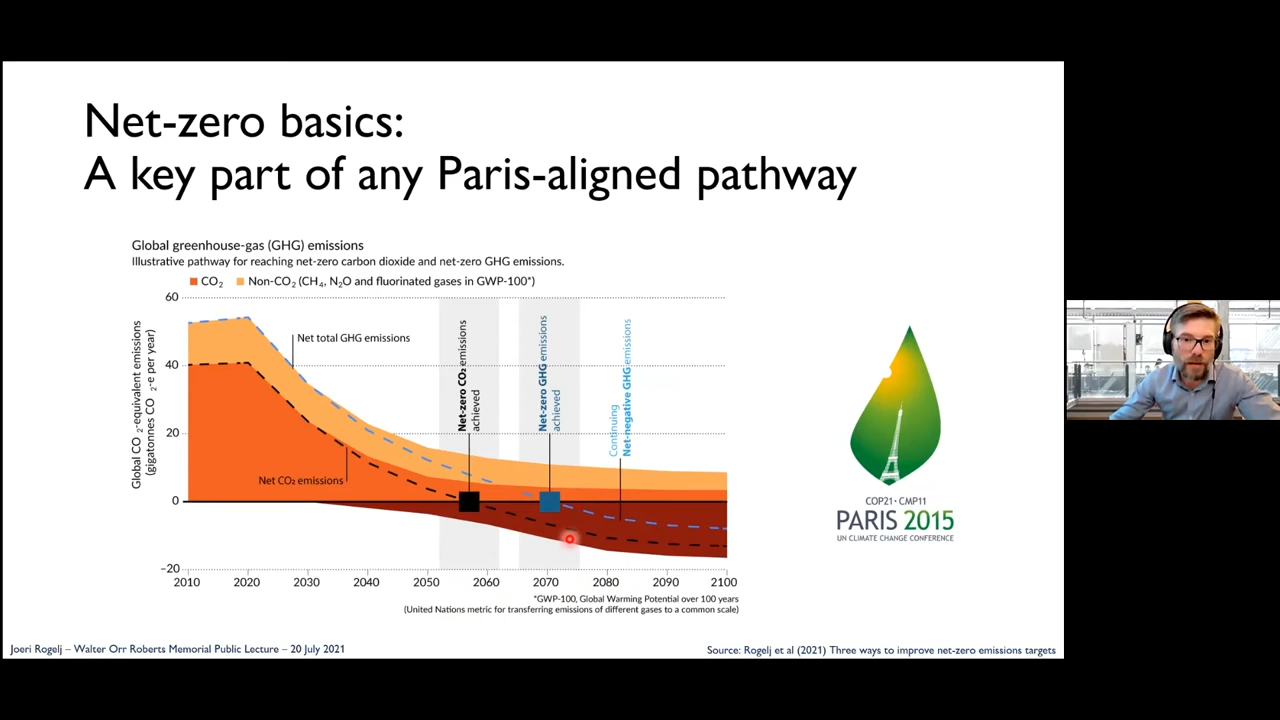 Net-zero basics:
A key part of any Paris-aligned pathway
Global greenhouse-gas (GHG) emissions
Illustrative pathway for reaching net-zero carbon dioxide and net-zero GHG emissions.
CO₂ Non-CO₂ (CH₄, N₂O and fluorinated gases in GWP-100*)
Global CO₂-equivalent emissions
(gigatonnes CO₂-e per year)
60
40
20
0
−20
Net total GHG emissions
Net CO₂ emissions
Net-zero CO₂ emissions
achieved
Net-zero GHG emissions
achieved
Continuing
Net-negative GHG emissions
2010 2020 2030 2040 2050 2060 2070 2080 2090 2100
*GWP-100, Global Warming Potential over 100 years
(United Nations metric for transferring emissions of different gases to a common scale)
COP21·CMP11
PARIS 2015
UN CLIMATE CHANGE CONFERENCE
Joeri Rogelj – Walter Orr Roberts Memorial Public Lecture – 20 July 2021
Source: Rogelj et al (2021) Three ways to improve net-zero emissions targets